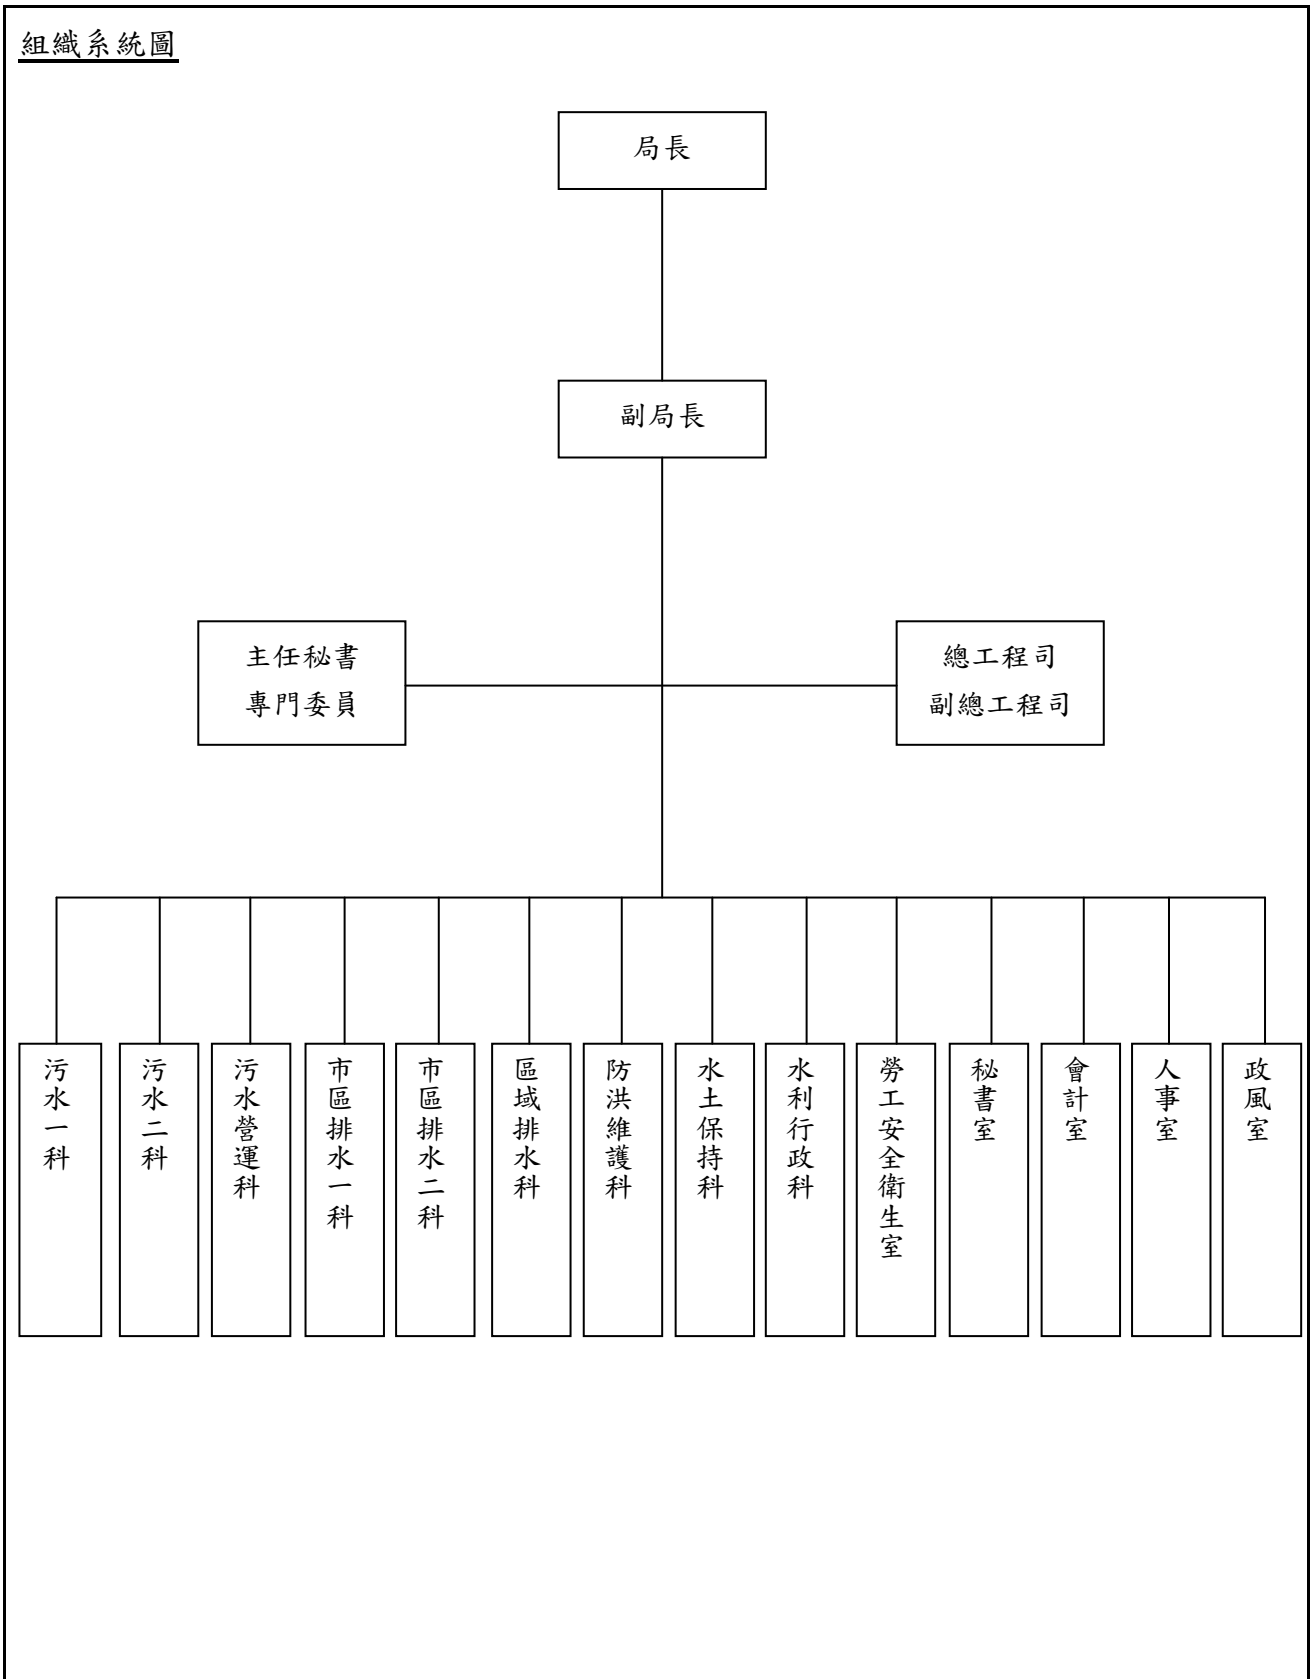 組織系統圖
局長
副局長
主任秘書
專門委員
總工程司
副總工程司
污水一科
污水二科
污水營運科
市區排水一科
市區排水二科
區域排水科
防洪維護科
水土保持科
水利行政科
勞工安全衛生室
秘書室
會計室
人事室
政風室